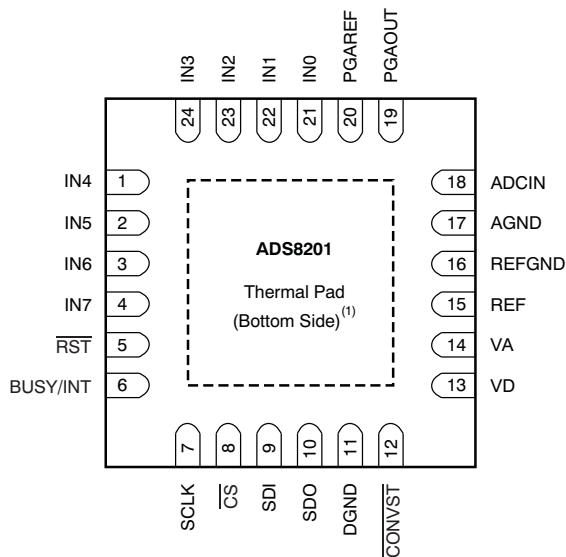 IN3
IN2
IN1
IN0
PGAREF
PGAOUT
24
23
22
21
20
19
IN4 1
IN5 2
IN6 3
IN7 4
RST 5
BUSY/INT 6
ADS8201
Thermal Pad
(Bottom Side)(1)
18 ADCIN
17 AGND
16 REFGND
15 REF
14 VA
13 VD
7
8
9
10
11
12
SCLK
CS
SDI
SDO
DGND
CONVST